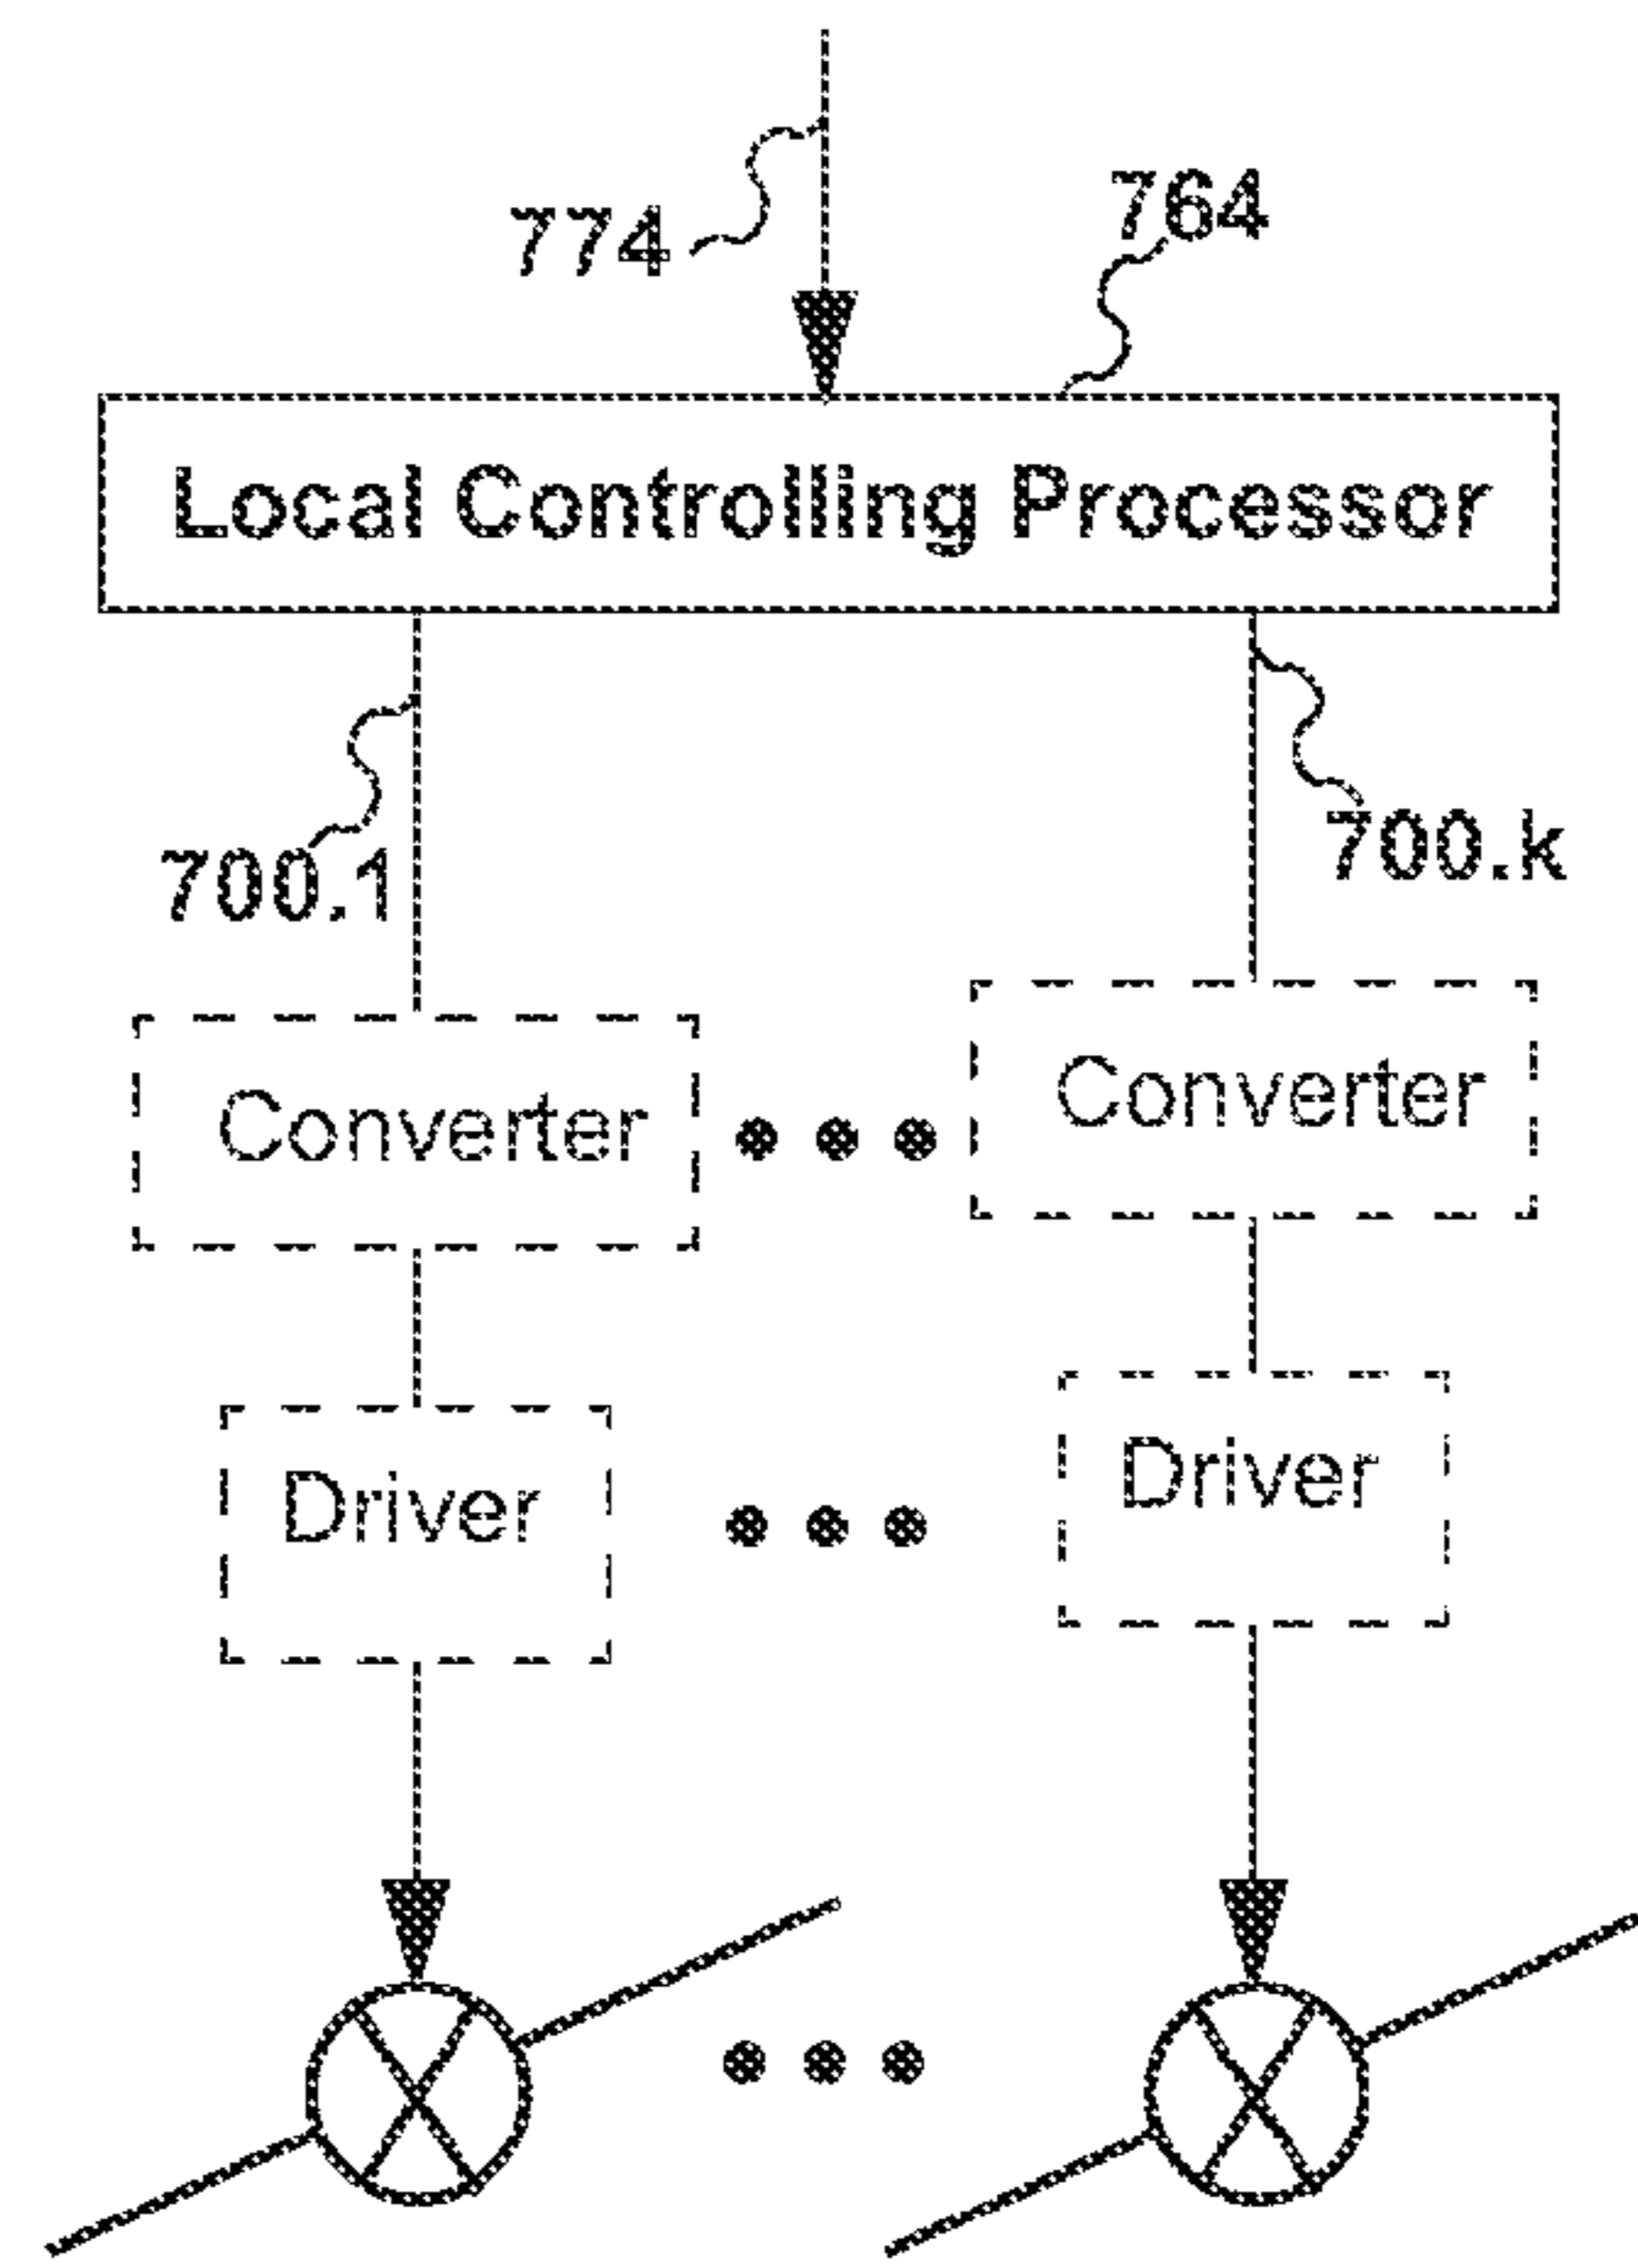 774
764
Local Controlling Processor
700.1
700.k
Converter
Converter
Driver
Driver